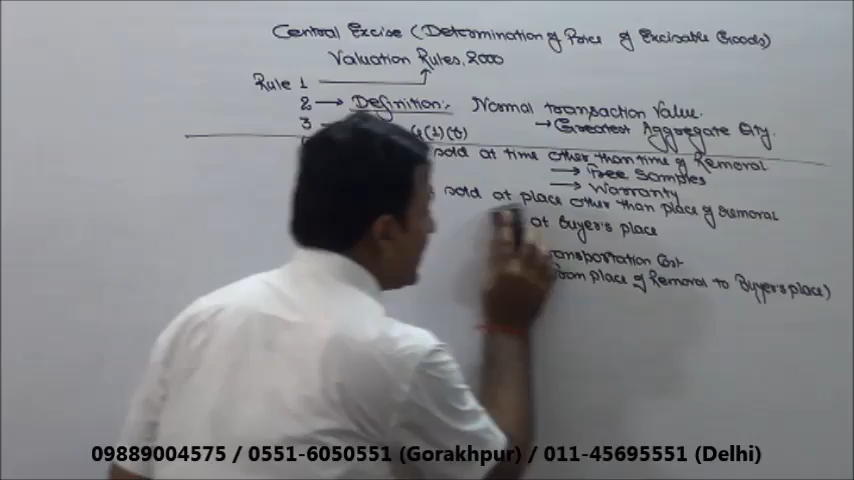 Central Excise (Determination of Price of Excisable Goods)
Valuation Rules, 2000
Rule 1
2 → Definition:- Normal transaction Value.
→ Greatest Aggregate Qty.
3
sold at time other than time of Removal
→ Free Samples
→ Warranty
sold at place other than place of removal
at Buyer's place
ransportation Cost
from place of Removal to Buyer's place)
09889004575 / 0551-6050551 (Gorakhpur) / 011-45695551 (Delhi)